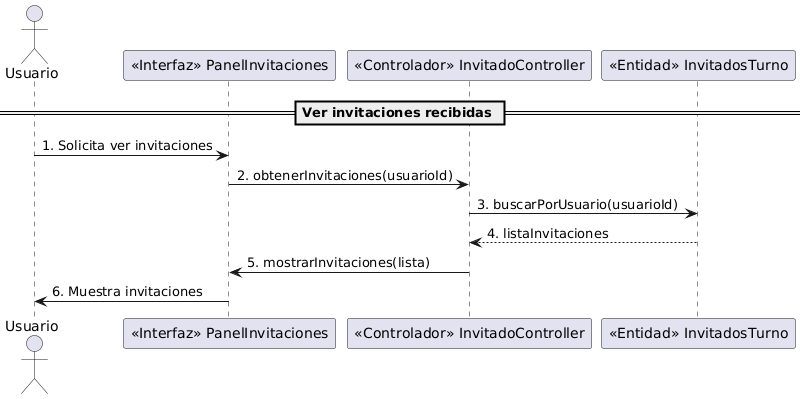 Usuario
«Interfaz» PanelInvitaciones
«Controlador» InvitadoController
«Entidad» InvitadosTurno
Ver invitaciones recibidas
1. Solicita ver invitaciones
2. obtenerInvitaciones(usuarioId)
3. buscarPorUsuario(usuarioId)
4. listaInvitaciones
5. mostrarInvitaciones(lista)
6. Muestra invitaciones
Usuario
«Interfaz» PanelInvitaciones
«Controlador» InvitadoController
«Entidad» InvitadosTurno